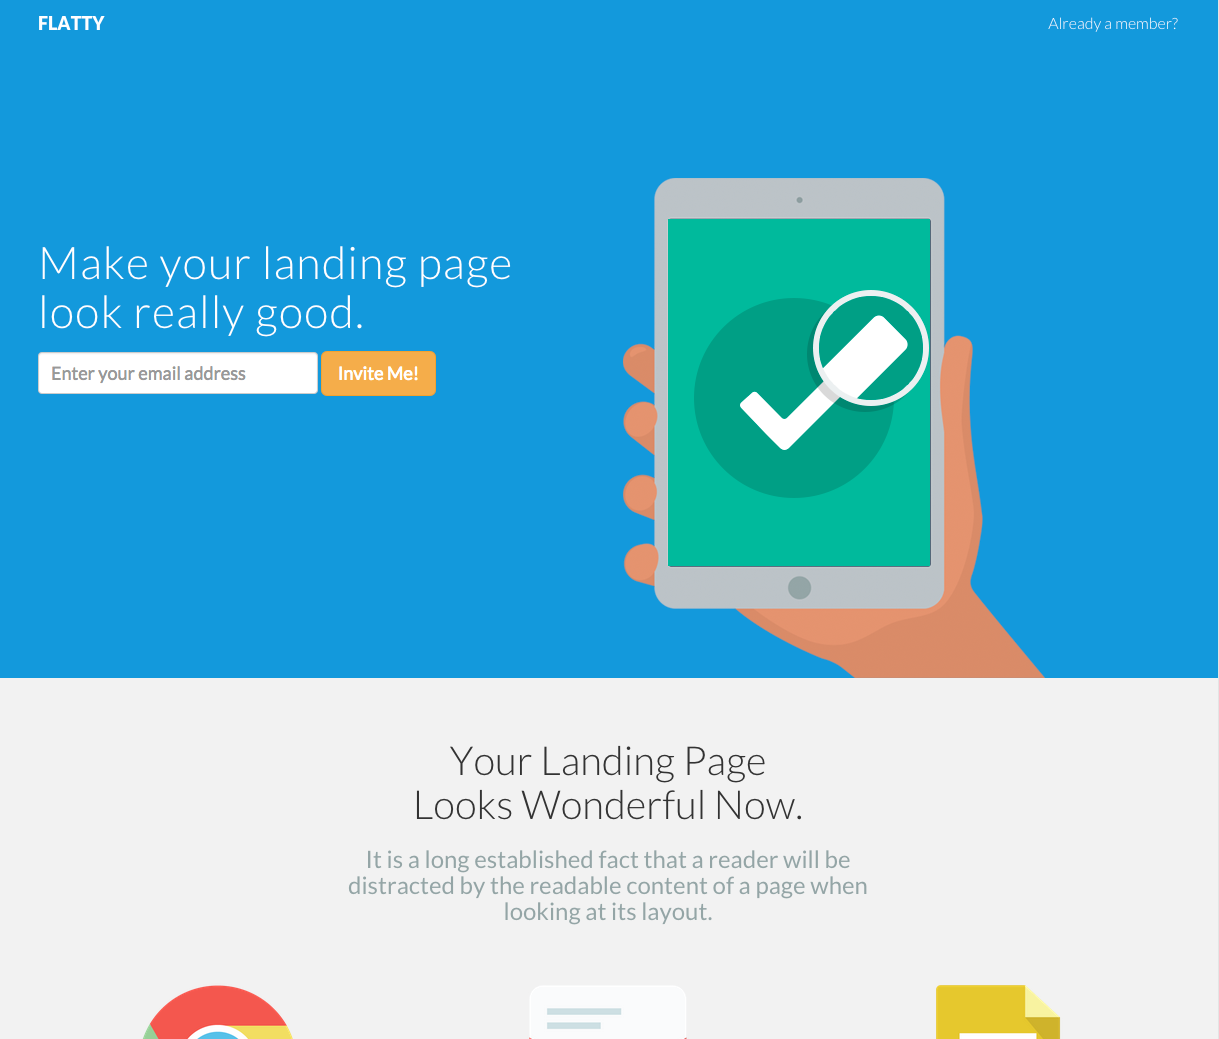 FLATTY
Already a member?
Make your landing page
look really good.
Enter your email address
Invite Me!
Your Landing Page
Looks Wonderful Now.
It is a long established fact that a reader will be
distracted by the readable content of a page when
looking at its layout.